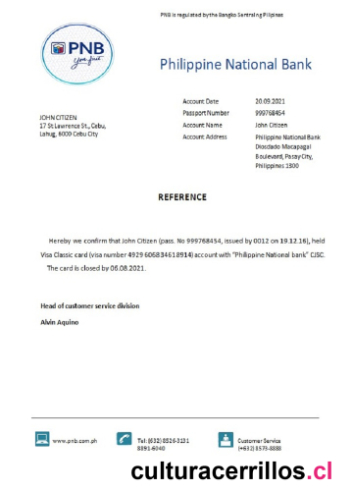 PNB is regulated by the Bangko Sentral ng Pilipinas
PNB
You first
Philippine National Bank
Account Date 20.09.2021
Passport Number 999768454
Account Name John Citizen
Account Address Philippine National Bank
Diosdado Macapagal
Boulevard, Pasay City,
Philippines 1300
JOHN CITIZEN
17 St Lawrence St., Cebu,
Lahug, 6009 Cebu City
REFERENCE
Hereby we confirm that John Citizen (pass. No 999768454, issued by 0012 on 19.12.16), held
Visa Classic card (visa number 4929 606834618914) account with "Philippine National bank" CJSC.
The card is closed by 06.08.2021.
Head of customer service division
Alvin Aquino
www.pnb.com.ph
Tel: (632) 8526-3131
8891-6040
Customer Service
(+632) 8573-8888
culturacerrillos.cl